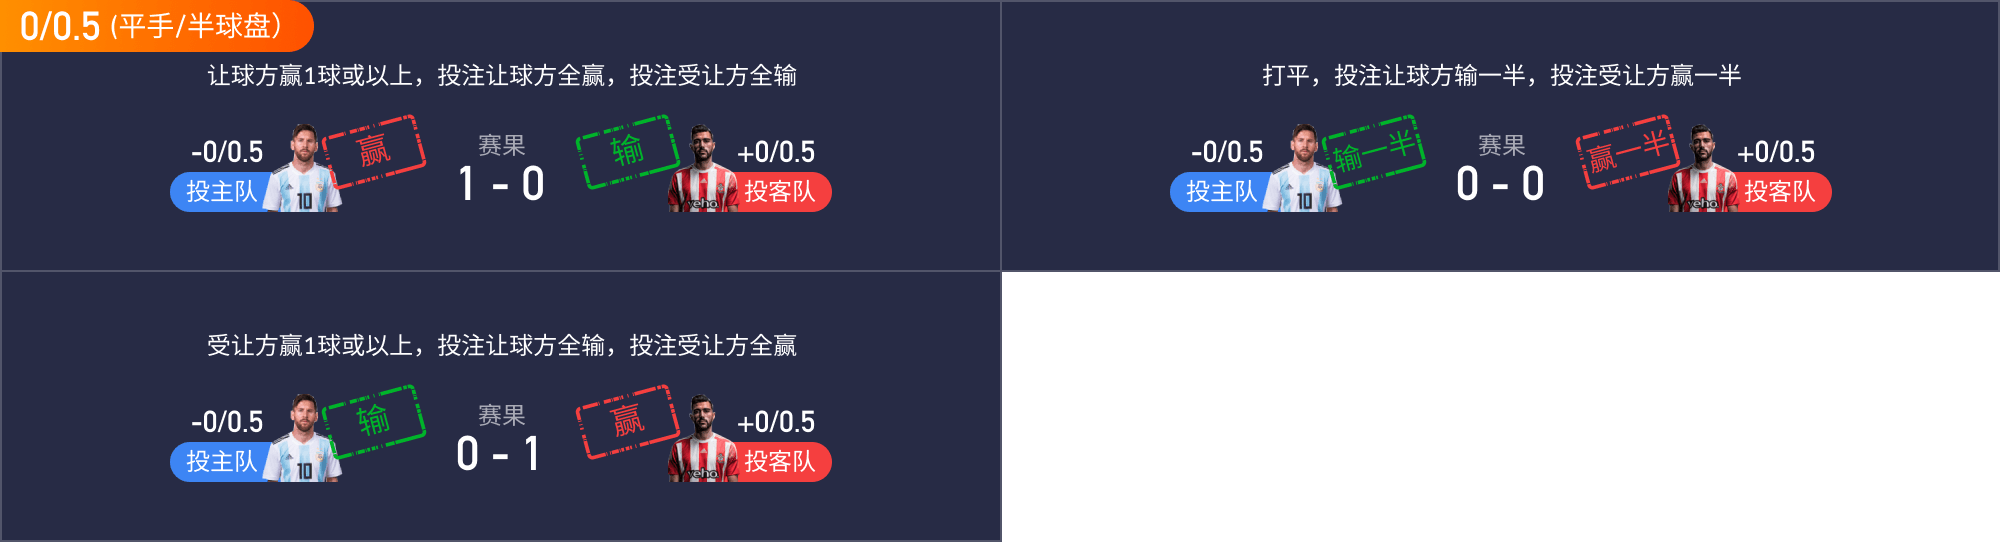 0/0.5 (平手/半球盘)
让球方赢1球或以上，投注让球方全赢，投注受让方全输
-0/0.5
投主队
10
赢
赛果
1 - 0
输
yeho
+0/0.5
投客队
打平，投注让球方输一半，投注受让方赢一半
-0/0.5
投主队
10
输一半
赛果
0 - 0
赢一半
yeho
+0/0.5
投客队
受让方赢1球或以上，投注让球方全输，投注受让方全赢
-0/0.5
投主队
10
输
赛果
0 - 1
赢
yeho
+0/0.5
投客队